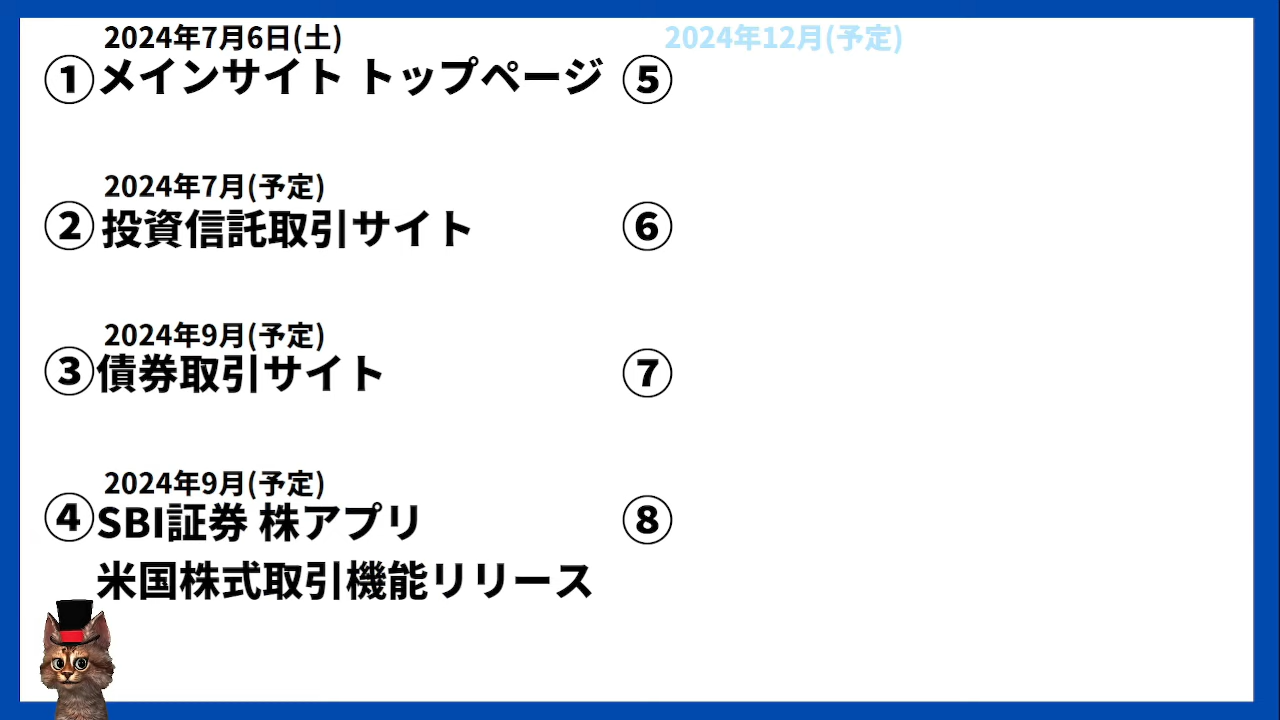 2024年7月6日(土)
①メインサイト トップページ
2024年7月(予定)
②投資信託取引サイト
2024年9月(予定)
③債券取引サイト
2024年9月(予定)
④SBI証券 株アプリ
米国株式取引機能リリース
2024年12月(予定)
⑤
⑥
⑦
⑧